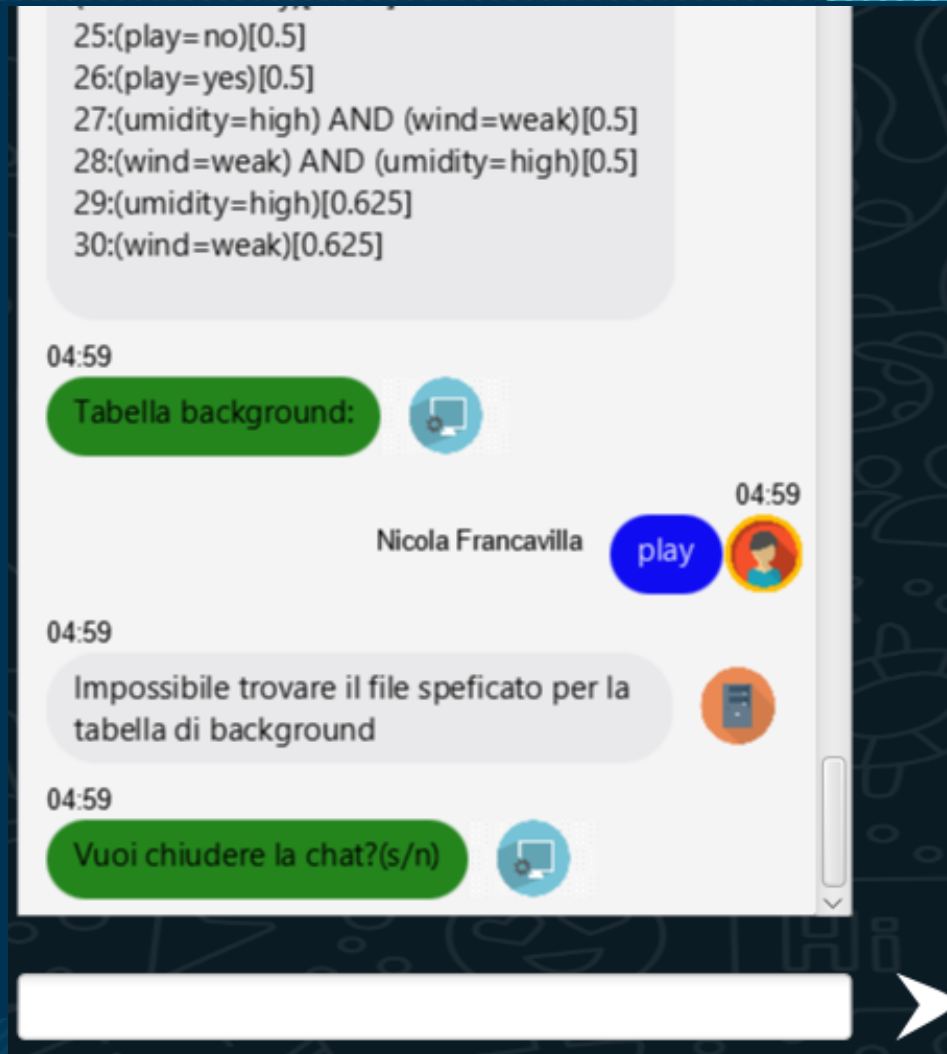 25:(play=no)[0.5]
26:(play=yes)[0.5]
27:(umidity=high) AND (wind=weak)[0.5]
28:(wind=weak) AND (umidity=high)[0.5]
29:(umidity=high)[0.625]
30:(wind=weak)[0.625]
04:59
Tabella background:
04:59
Nicola Francavilla
play
04:59
Impossibile trovare il file speficato per la
tabella di background
04:59
Vuoi chiudere la chat?(s/n)
Hi